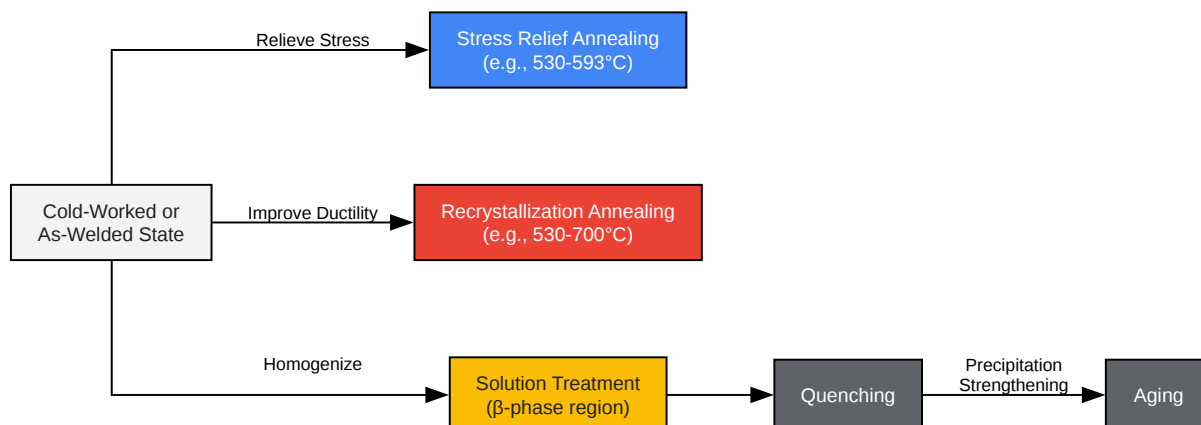 Relieve Stress
Stress Relief Annealing
(e.g., 530-593°C)
Cold-Worked or
As-Welded State
Improve Ductility
Recrystallization Annealing
(e.g., 530-700°C)
Homogenize
Solution Treatment
(β-phase region)
Quenching
Precipitation
Strengthening
Aging